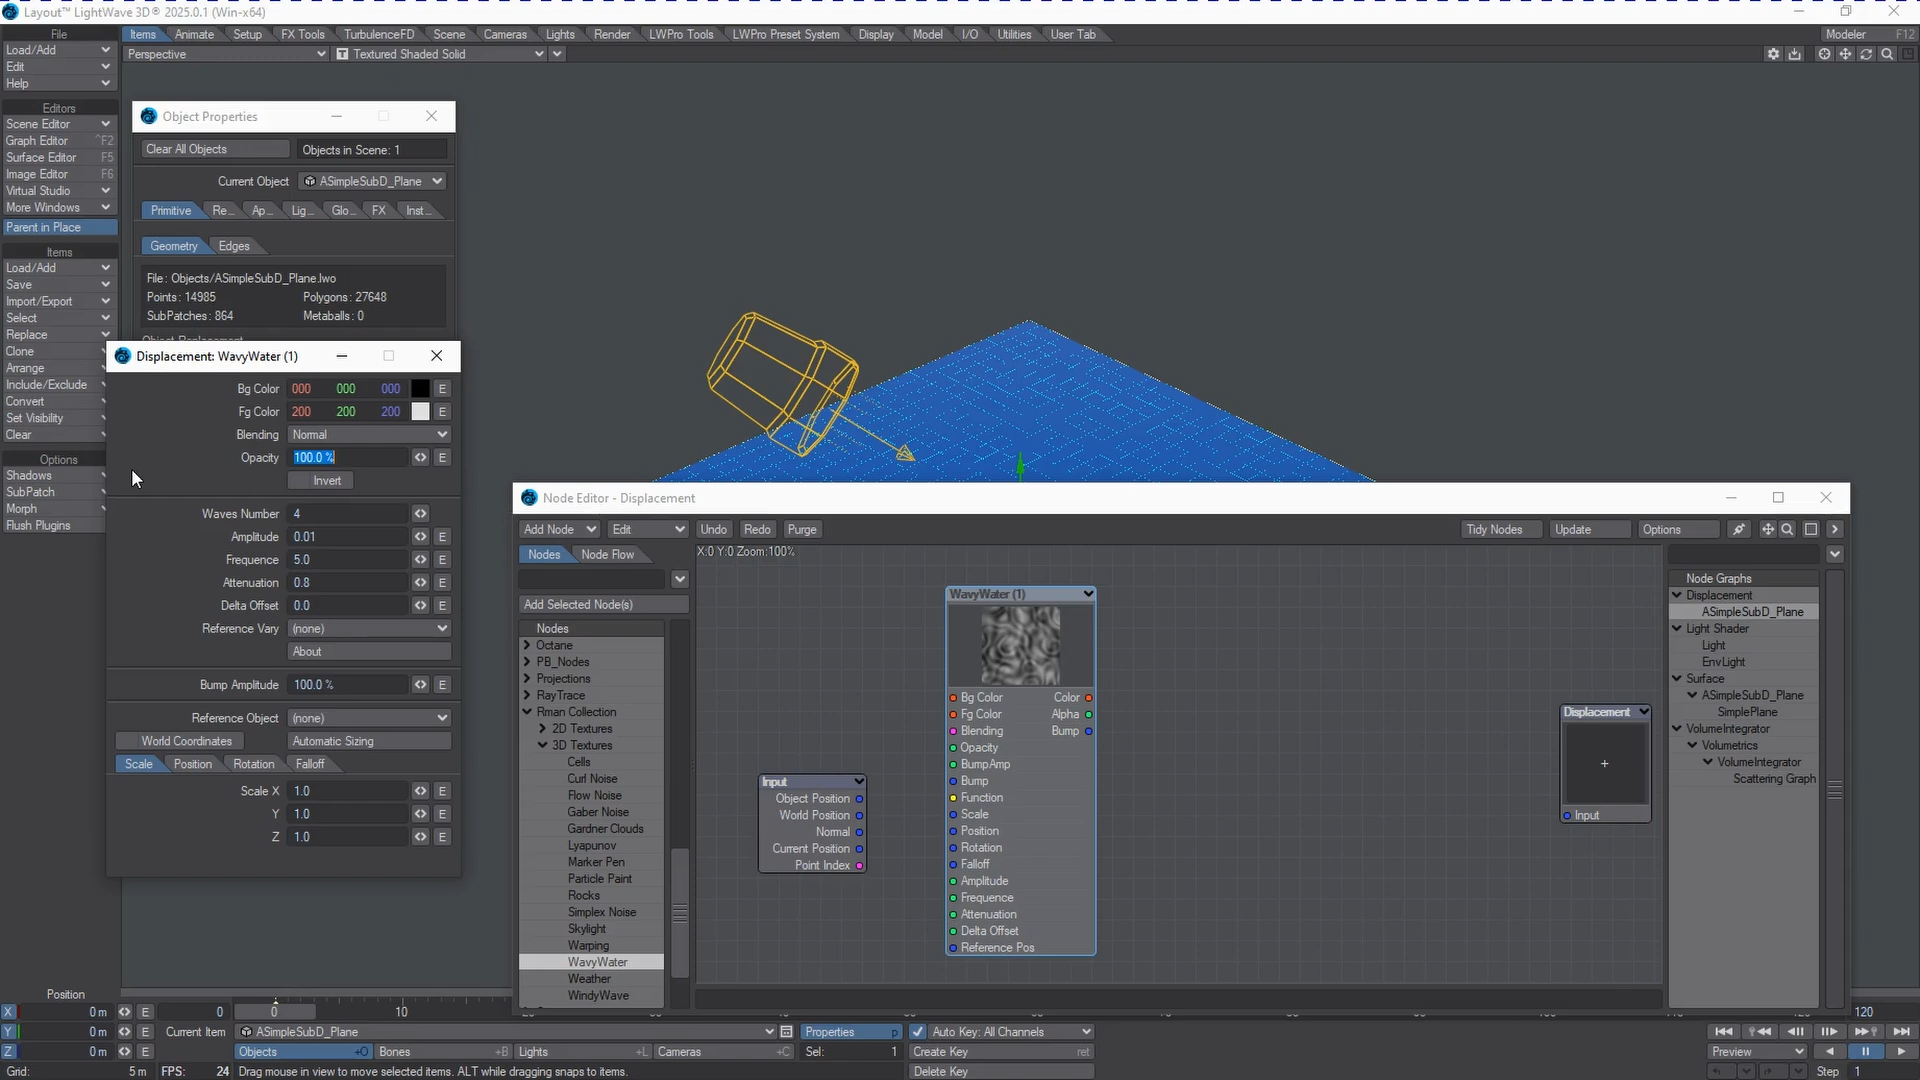 Layout™ LightWave 3D® 2025.0.1 (Win-x64)
File
Items Animate Setup FX Tools TurbulenceFD Scene Cameras Lights Render LWPro Tools LWPro Preset System Display Model I/O Utilities User Tab Modeler F12
Load/Add
Perspective
Textured Shaded Solid
Edit
Help
Editors
Scene Editor
Graph Editor ^F2
Surface Editor F5
Image Editor F6
Virtual Studio
More Windows
Parent in Place
Items
Load/Add
Save
Import/Export
Select
Replace
Clone
Arrange
Include/Exclude
Convert
Set Visibility
Clear
Options
Shadows
SubPatch
Morph
Flush Plugins
Object Properties
Clear All Objects Objects in Scene: 1
Current Object ASimpleSubD_Plane
Primitive Re... Ap... Lig... Glo... FX Inst...
Geometry Edges
File: Objects/ASimpleSubD_Plane.lwo
Points: 14985 Polygons: 27648
SubPatches: 864 Metaballs: 0
Displacement: WavyWater (1)
Bg Color 000 000 000 E
Fg Color 200 200 200 E
Blending Normal
Opacity 100.0 % E
Invert
Waves Number 4
Amplitude 0.01 E
Frequence 5.0 E
Attenuation 0.8 E
Delta Offset 0.0 E
Reference Vary (none)
About
Bump Amplitude 100.0 % E
Reference Object (none)
World Coordinates Automatic Sizing
Scale Position Rotation Falloff
Scale X 1.0 E
Y 1.0 E
Z 1.0 E
Node Editor - Displacement
Add Node Edit Undo Redo Purge Tidy Nodes Update Options
Nodes Node Flow
X:0 Y:0 Zoom:100%
Add Selected Node(s)
Nodes
Octane
PB_Nodes
Projections
RayTrace
Rman Collection
2D Textures
3D Textures
Cells
Curl Noise
Flow Noise
Gaber Noise
Gardner Clouds
Lyapunov
Marker Pen
Particle Paint
Rocks
Simplex Noise
Skylight
Warping
WavyWater
Weather
WindyWave
Input
Object Position
World Position
Normal
Current Position
Point Index
WavyWater (1)
Bg Color Color
Fg Color Alpha
Blending Bump
Opacity
BumpAmp
Bump
Function
Scale
Position
Rotation
Falloff
Amplitude
Frequence
Attenuation
Delta Offset
Reference Pos
Displacement
Input
Node Graphs
Displacement
ASimpleSubD_Plane
Light Shader
Light
EnvLight
Surface
ASimpleSubD_Plane
SimplePlane
VolumeIntegrator
Volumetrics
VolumeIntegrator
Scattering Graph
Position
X 0 m E 0 0 10 120
Y 0 m E Current Item ASimpleSubD_Plane Properties p Auto Key: All Channels
Z 0 m E Objects +O Bones +B Lights +L Cameras +C Sel: 1 Create Key ret Preview
Grid: 5 m FPS: 24 Drag mouse in view to move selected items. ALT while dragging snaps to items. Delete Key Step 1